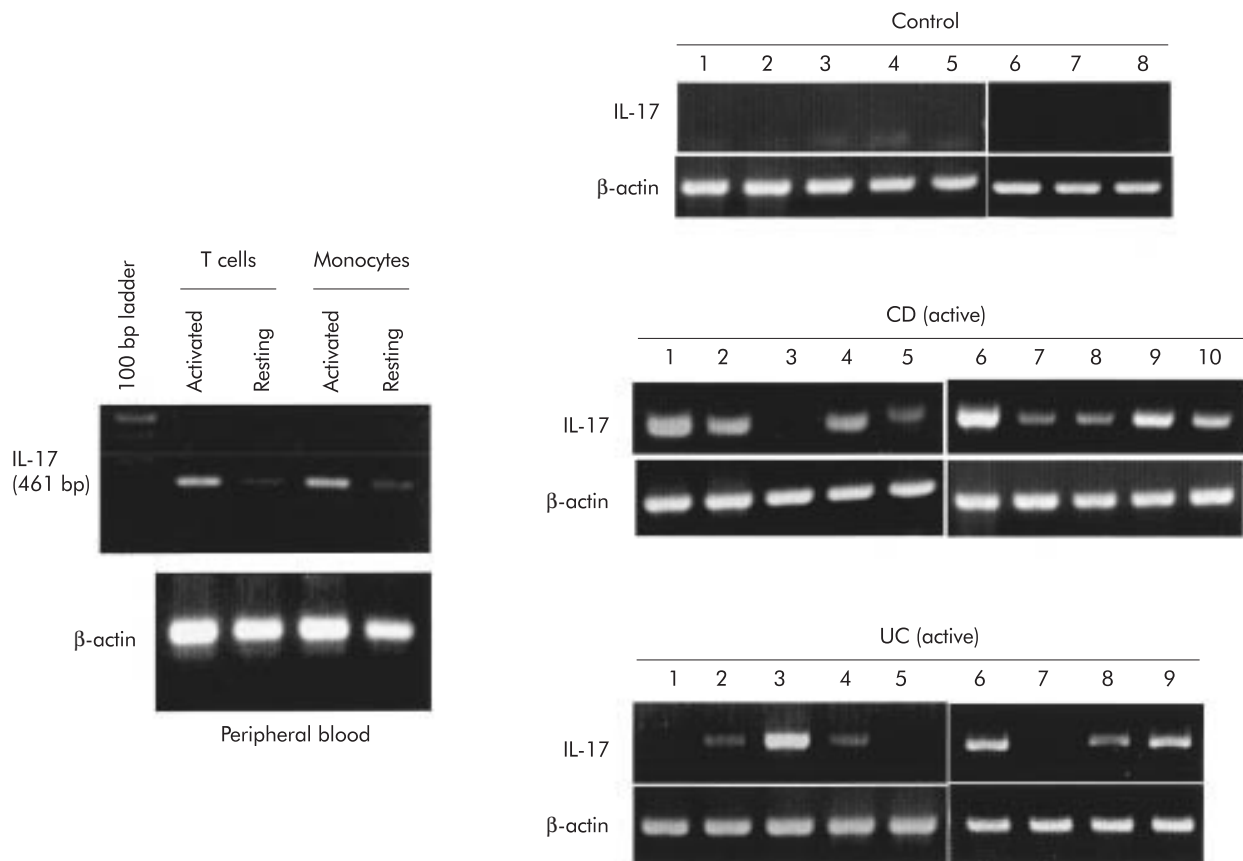 100 bp ladder
T cells
Monocytes
Activated
Resting
Activated
Resting
IL-17
(461 bp)
β-actin
Peripheral blood
Control
1 2 3 4 5 6 7 8
IL-17
β-actin
CD (active)
1 2 3 4 5 6 7 8 9 10
IL-17
β-actin
UC (active)
1 2 3 4 5 6 7 8 9
IL-17
β-actin